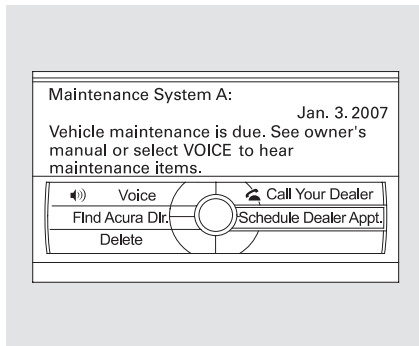 Maintenance System A:
Jan. 3. 2007
Vehicle maintenance is due. See owner's
manual or select VOICE to hear
maintenance items.
Voice
Call Your Dealer
FInd Acura Dlr.
Schedule Dealer Appt.
Delete